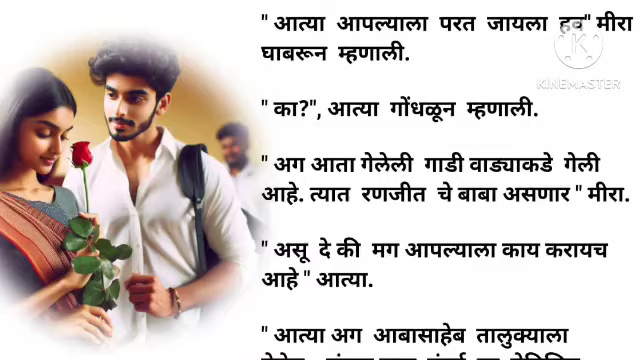 " आत्या आपल्याला परत जायला हव" मीरा
घाबरून म्हणाली.
KINEMASTER
" का?", आत्या गोंधळून म्हणाली.
" अग आता गेलेली गाडी वाड्याकडे गेली
आहे. त्यात रणजीत चे बाबा असणार " मीरा.
" असू दे की मग आपल्याला काय करायच
आहे " आत्या.
" आत्या अग आबासाहेब तालुक्याला